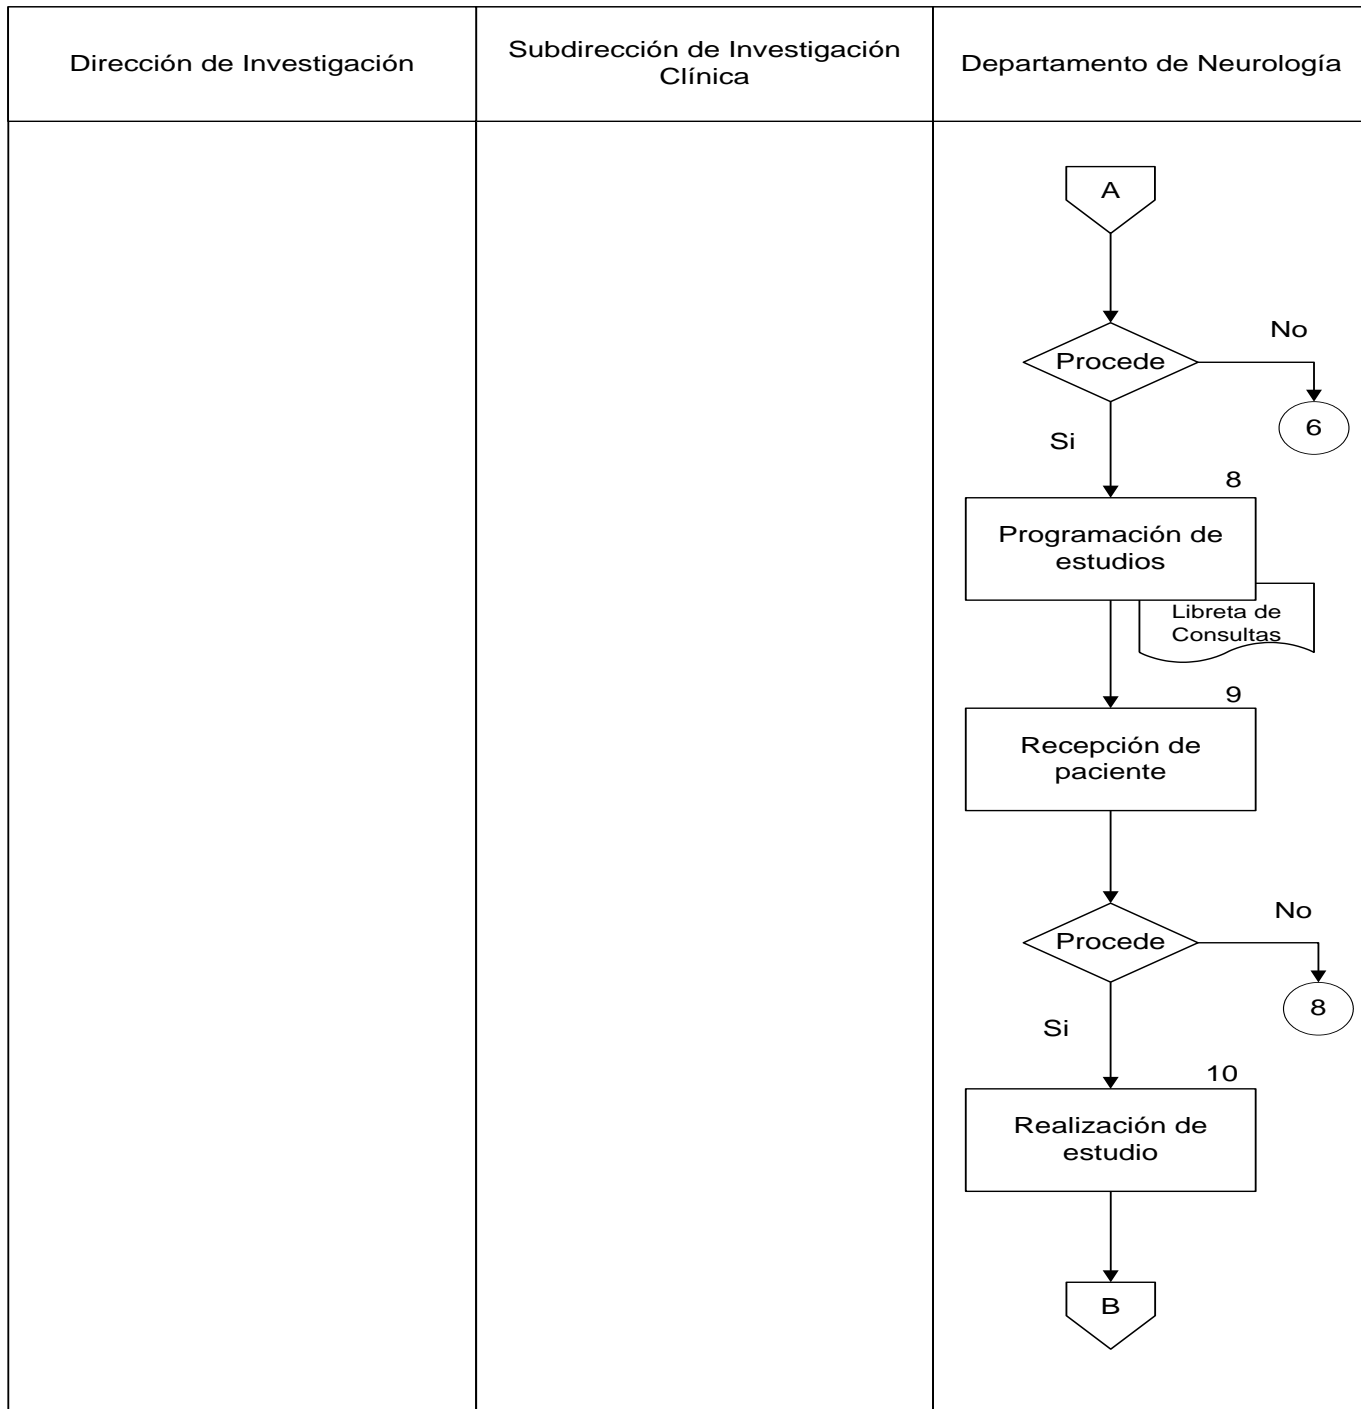 Dirección de Investigación
Subdirección de Investigación
Clínica
Departamento de Neurología
A
Procede
No
6
Si
8
Programación de
estudios
Libreta de
Consultas
9
Recepción de
paciente
Procede
No
8
Si
10
Realización de
estudio
B